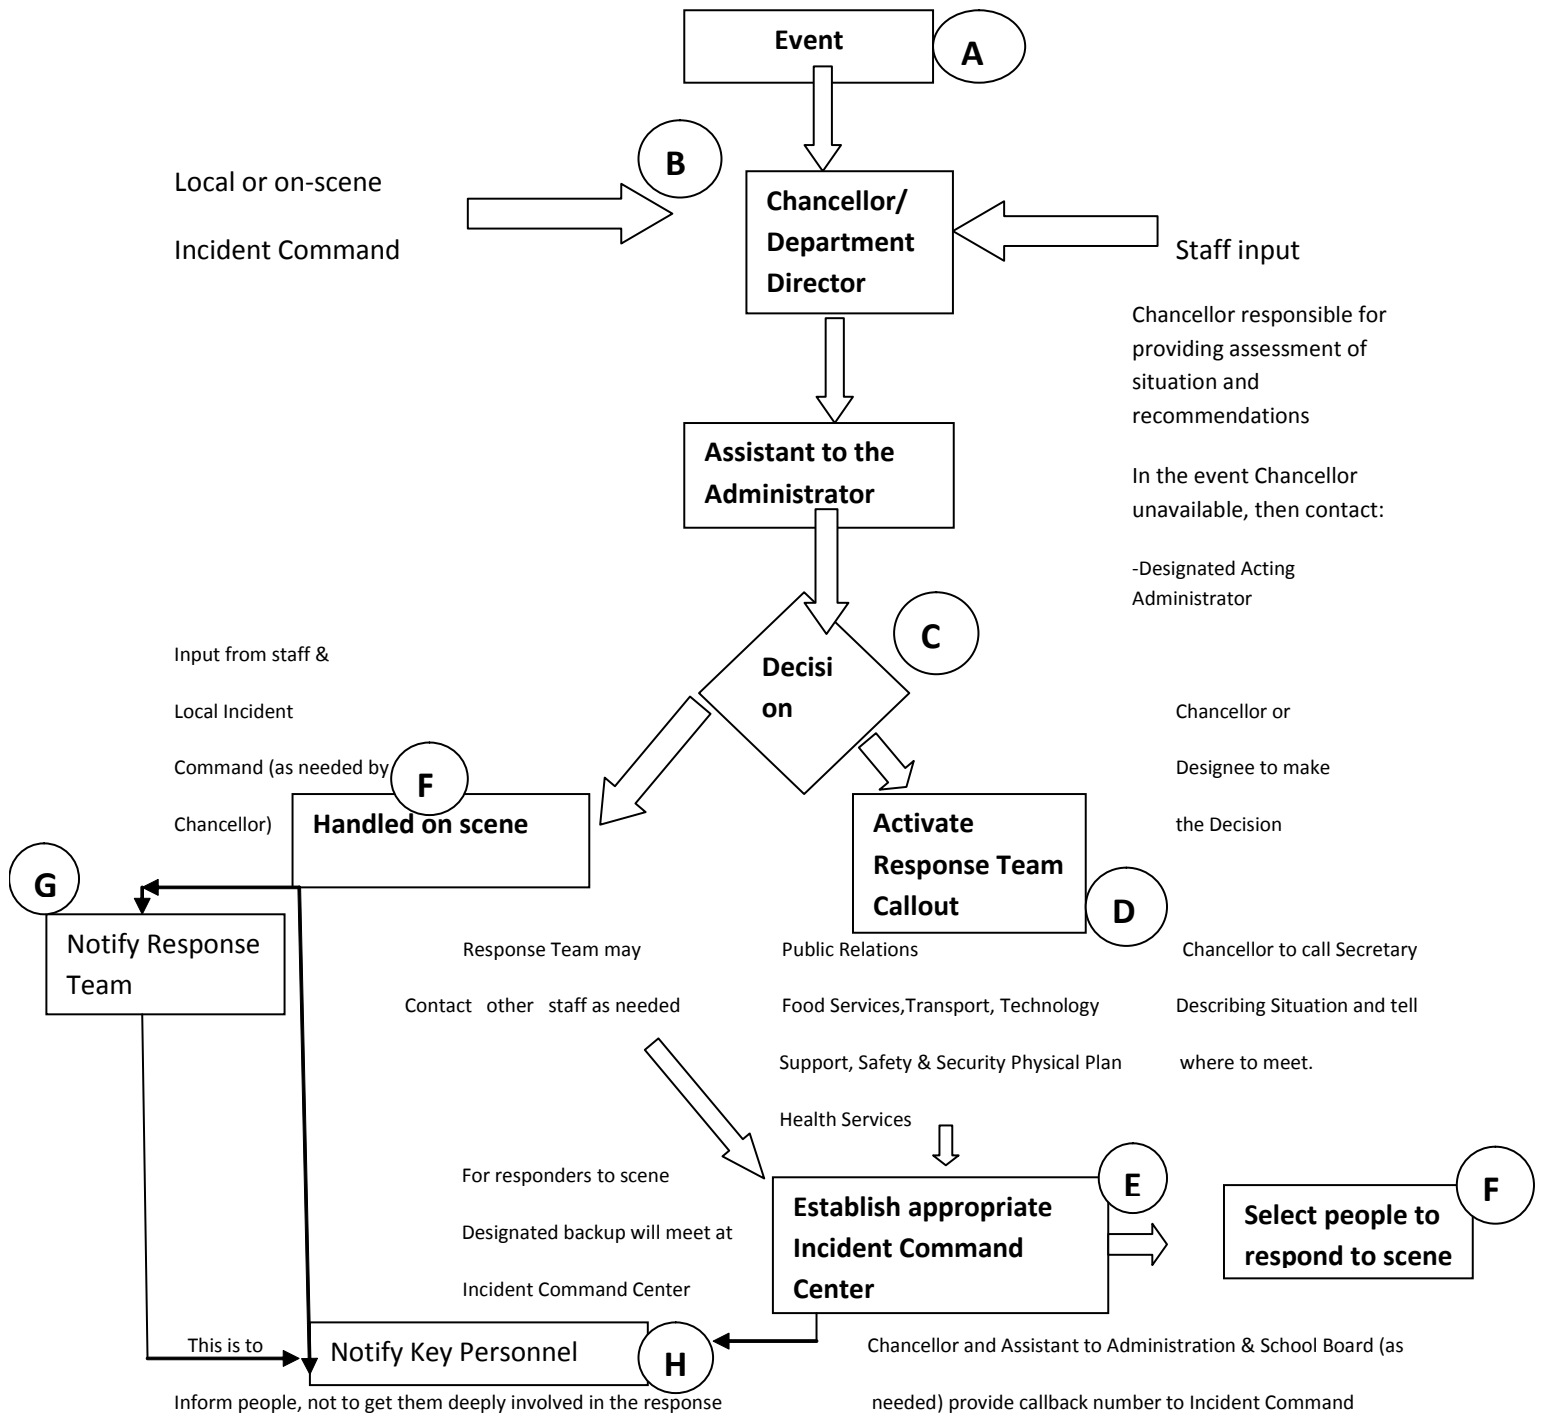 Event
A
B
Local or on-scene
Incident Command
Chancellor/
Department
Director
Staff input
Chancellor responsible for
providing assessment of
situation and
recommendations
In the event Chancellor
unavailable, then contact:
-Designated Acting
Administrator
Assistant to the
Administrator
C
Decisi
on
Input from staff &
Local Incident
Command (as needed by
Chancellor)
Chancellor or
Designee to make
the Decision
F
Handled on scene
Activate
Response Team
Callout
D
G
Notify Response
Team
Response Team may
Contact other staff as needed
Public Relations
Food Services,Transport, Technology
Support, Safety & Security Physical Plan
Health Services
Chancellor to call Secretary
Describing Situation and tell
where to meet.
For responders to scene
Designated backup will meet at
Incident Command Center
E
Establish appropriate
Incident Command
Center
F
Select people to
respond to scene
This is to
Notify Key Personnel
H
Inform people, not to get them deeply involved in the response
Chancellor and Assistant to Administration & School Board (as
needed) provide callback number to Incident Command